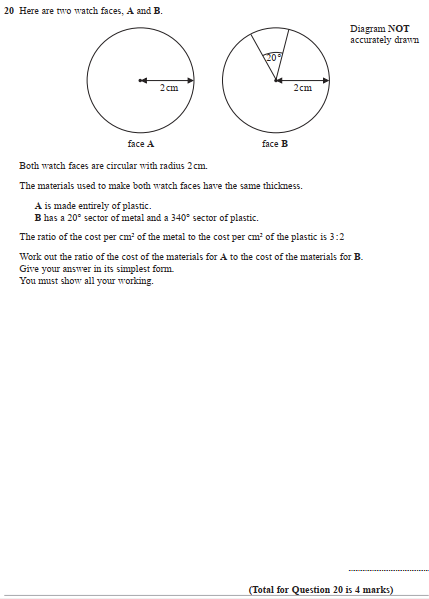 20 Here are two watch faces, A and B.
Diagram NOT
accurately drawn
20°
2 cm
2 cm
face A
face B
Both watch faces are circular with radius 2 cm.
The materials used to make both watch faces have the same thickness.
A is made entirely of plastic.
B has a 20° sector of metal and a 340° sector of plastic.
The ratio of the cost per cm² of the metal to the cost per cm² of the plastic is 3:2
Work out the ratio of the cost of the materials for A to the cost of the materials for B.
Give your answer in its simplest form.
You must show all your working.
(Total for Question 20 is 4 marks)